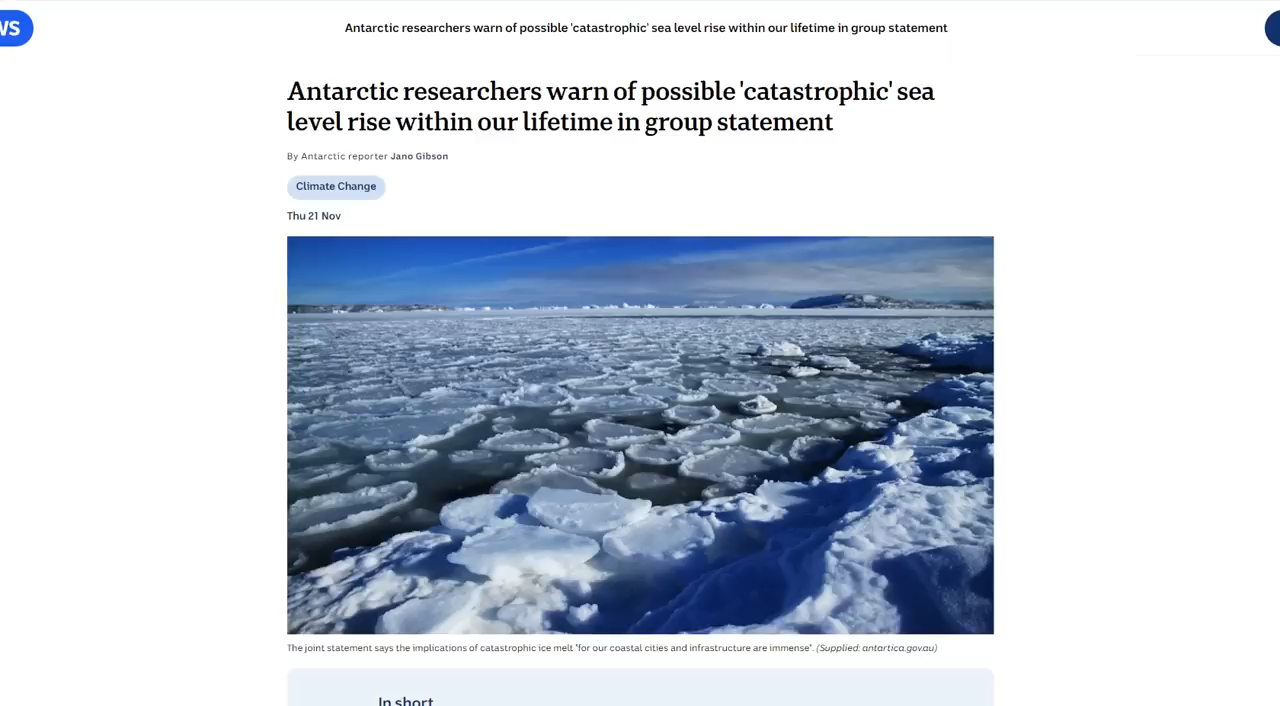 WS
Antarctic researchers warn of possible 'catastrophic' sea level rise within our lifetime in group statement
Antarctic researchers warn of possible 'catastrophic' sea
level rise within our lifetime in group statement
By Antarctic reporter Jano Gibson
Climate Change
Thu 21 Nov
The joint statement says the implications of catastrophic ice melt "for our coastal cities and infrastructure are immense". (Supplied: antartica.gov.au)
In short